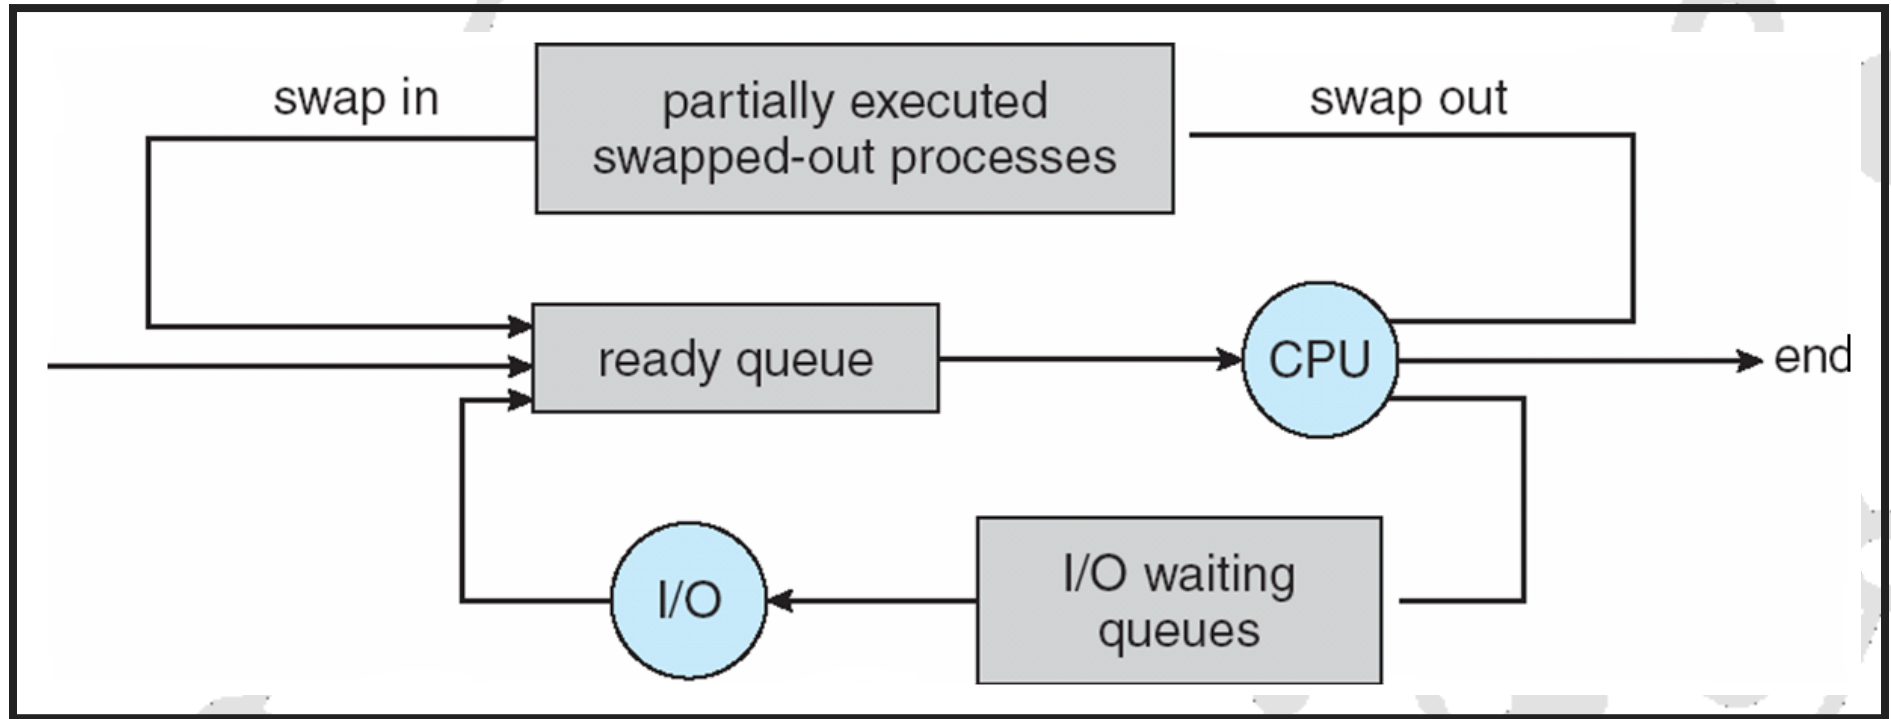 swap in
partially executed
swapped-out processes
swap out
ready queue
CPU
end
I/O
I/O waiting
queues